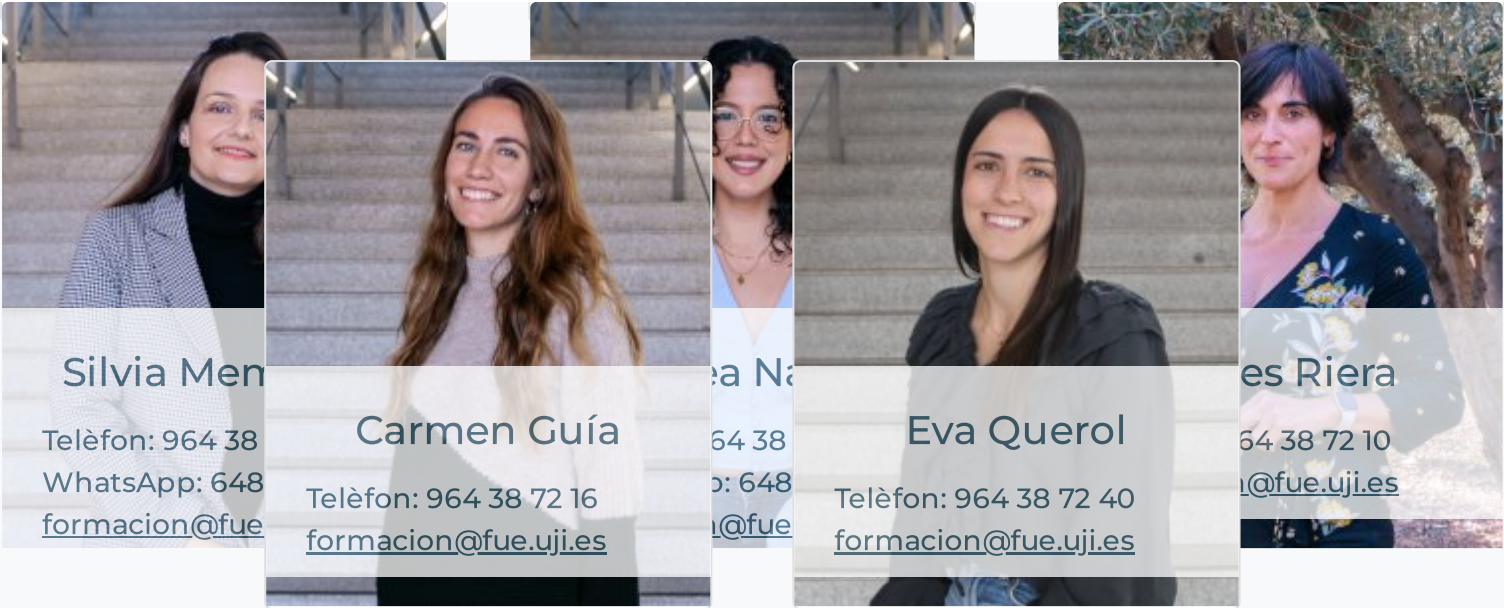 Silvia Mem
Telèfon: 964 38
WhatsApp: 648
formacion@fue
Carmen Guía
Telèfon: 964 38 72 16
formacion@fue.uji.es
ea Na
64 38
p: 648
n@fue
Eva Querol
Telèfon: 964 38 72 40
formacion@fue.uji.es
es Riera
64 38 72 10
n@fue.uji.es